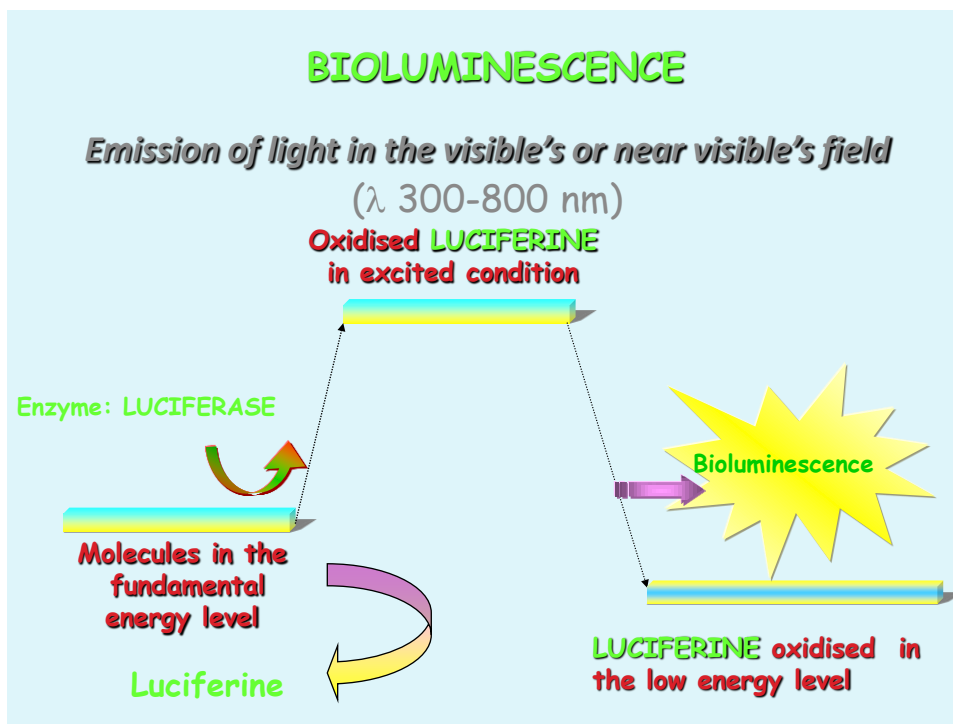 BIOLUMINESCENCE
Emission of light in the visible’s or near visible’s field
(λ 300-800 nm)
Oxidised LUCIFERINE
in excited condition
Enzyme: LUCIFERASE
Bioluminescence
Molecules in the
fundamental
energy level
LUCIFERINE oxidised in
the low energy level
Luciferine